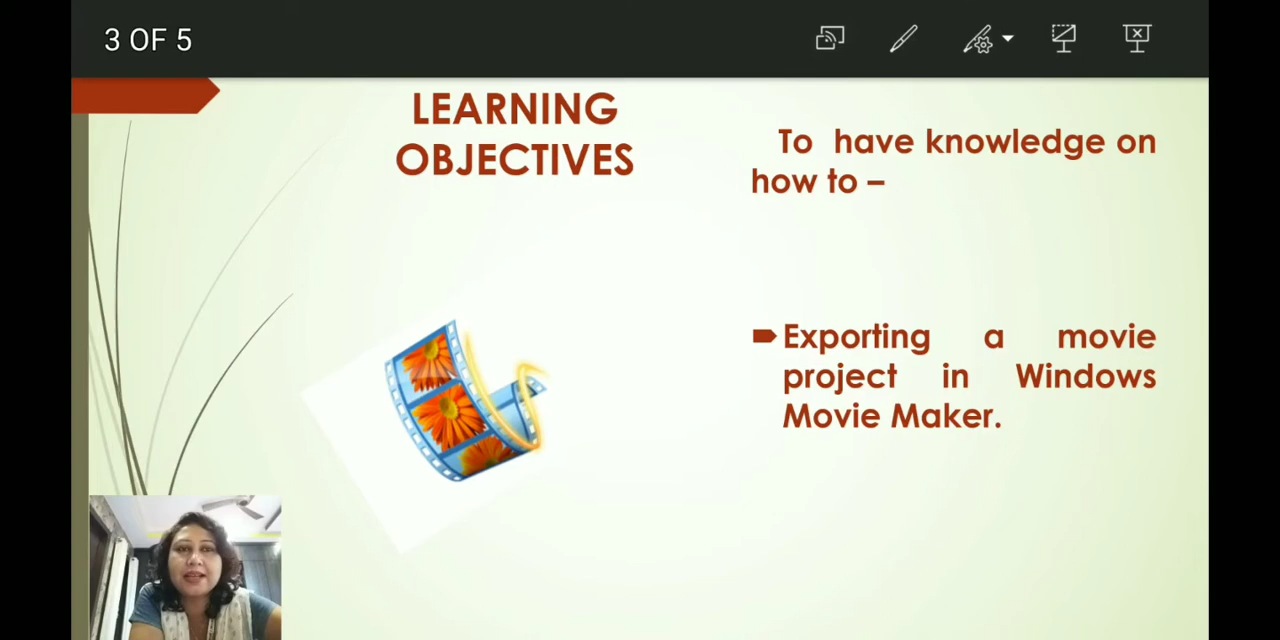 3 OF 5
LEARNING
OBJECTIVES
To have knowledge on
how to –
Exporting a movie
project in Windows
Movie Maker.